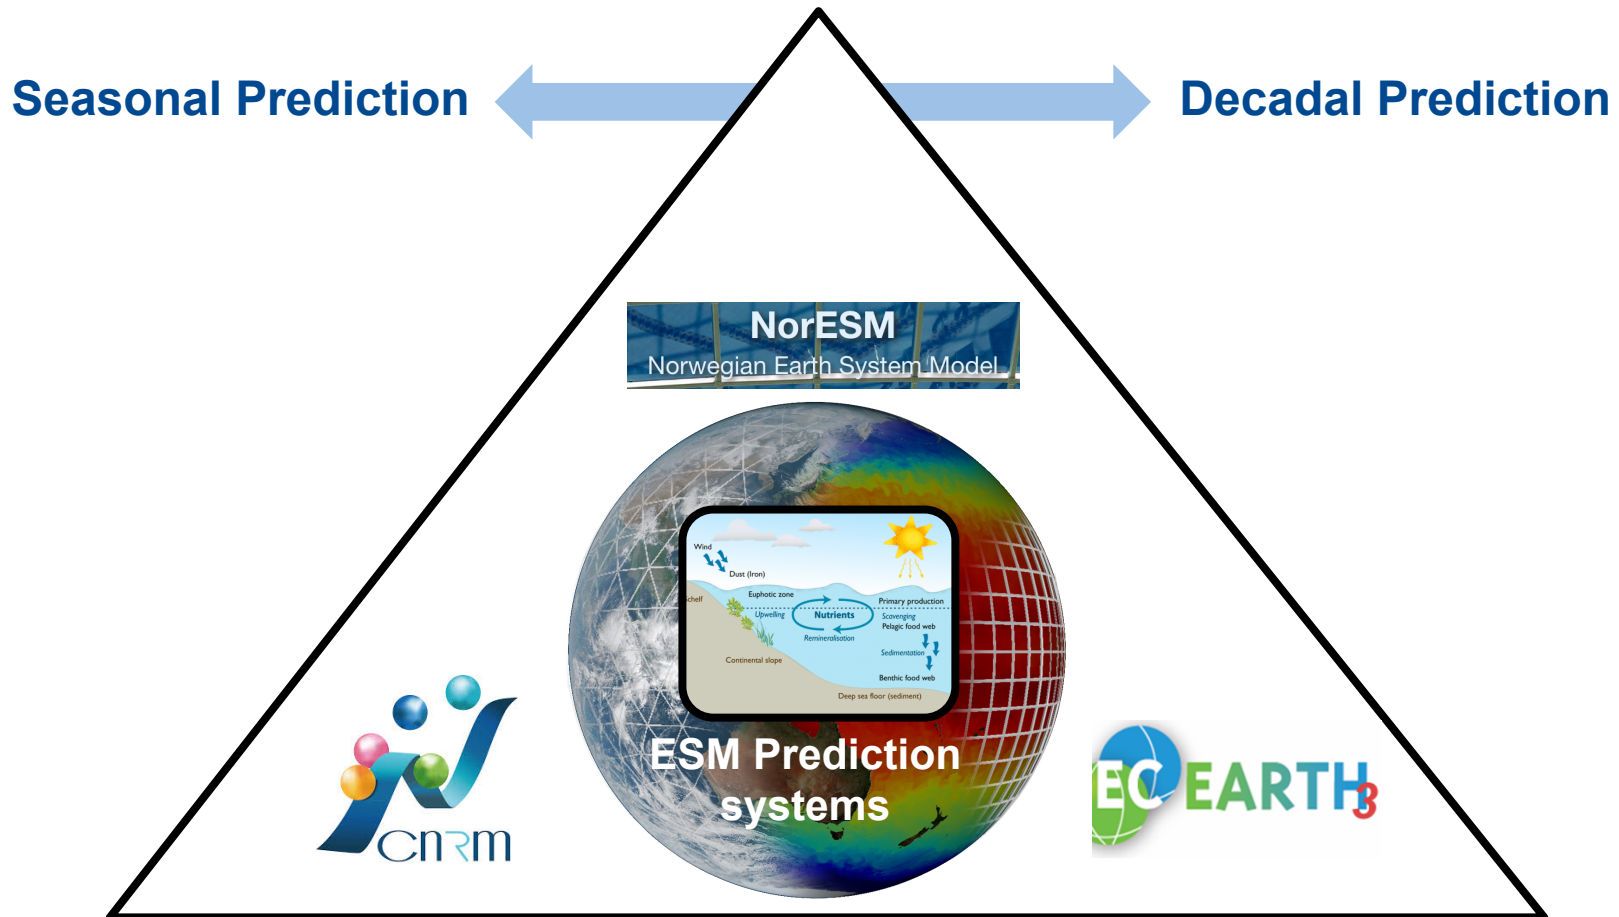 Seasonal Prediction
Decadal Prediction
NorESM
Norwegian Earth System Model
Wind
Dust (Iron)
Euphotic zone
Primary production
Upwelling
Nutrients
Scavenging
Pelagic food web
Remineralisation
Sedimentation
Continental slope
Benthic food web
Deep sea floor (sediment)
ESM Prediction
systems
CNRM
EC EARTH3